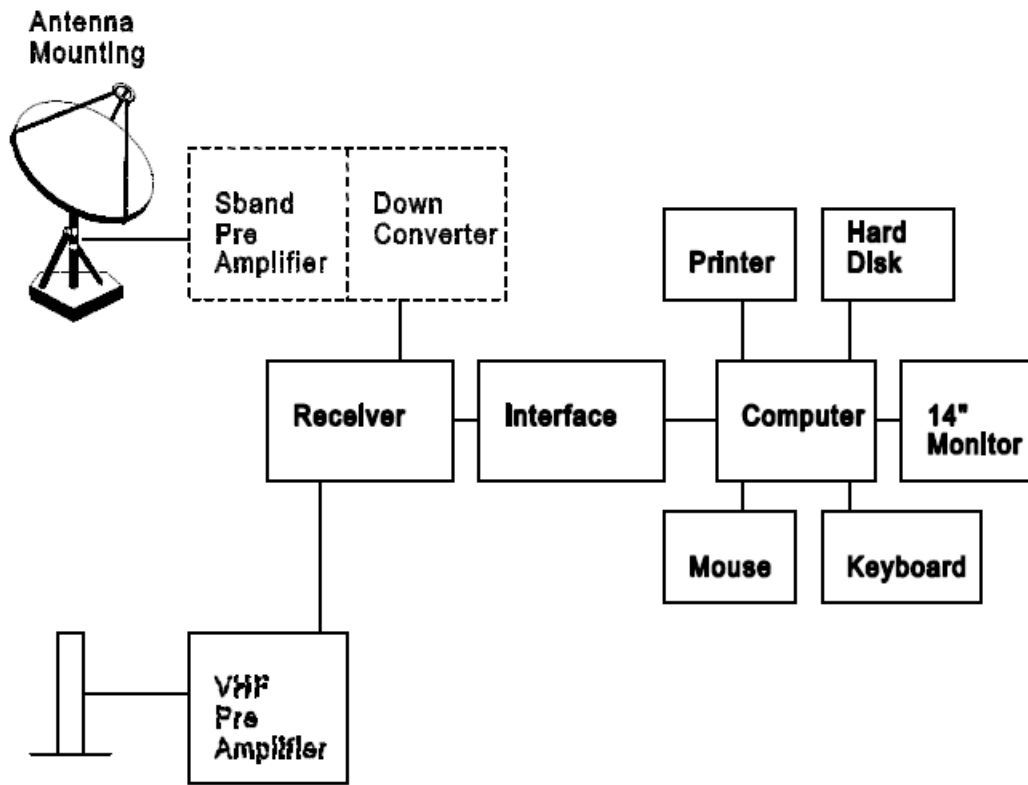 Antenna
Mounting
Sband
Pre
Amplifier
Down
Converter
Printer
Hard
Disk
Receiver
Interface
Computer
14"
Monitor
Mouse
Keyboard
VHF
Pre
Amplifier